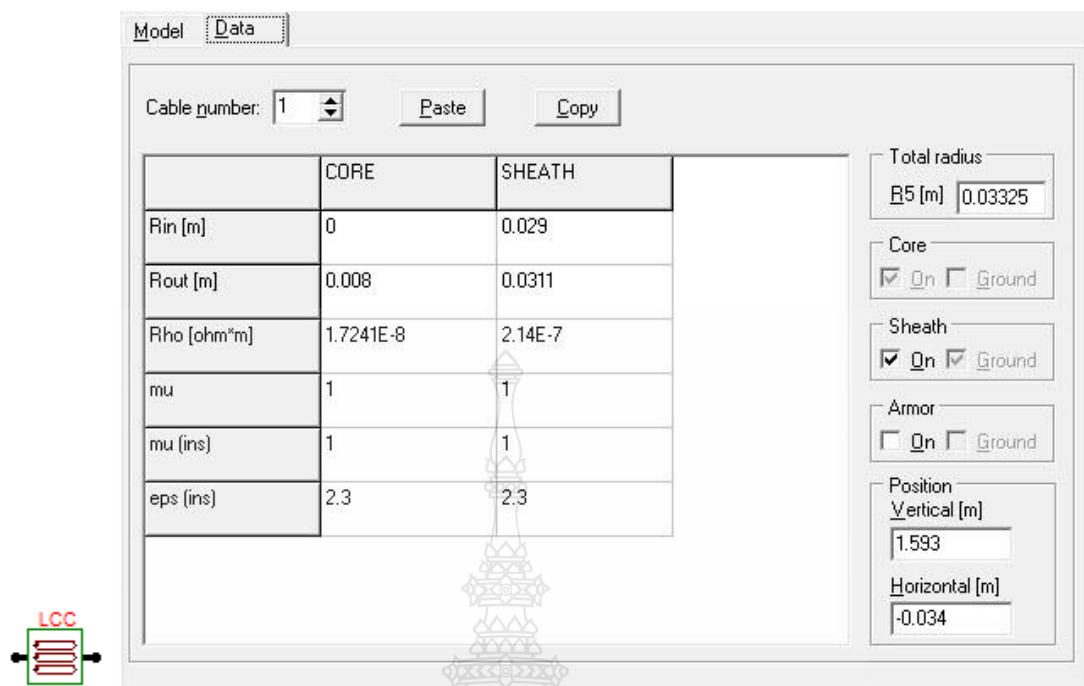 Model Data
Cable number: 1 Paste Copy
CORE SHEATH
Rin [m] 0 0.029
Rout [m] 0.008 0.0311
Rho [ohm*m] 1.7241E-8 2.14E-7
mu 1 1
mu (ins) 1 1
eps (ins) 2.3 2.3
Total radius
R5 [m] 0.03325
Core
On Ground
Sheath
On Ground
Armor
On Ground
Position
Vertical [m]
1.593
Horizontal [m]
-0.034
LCC